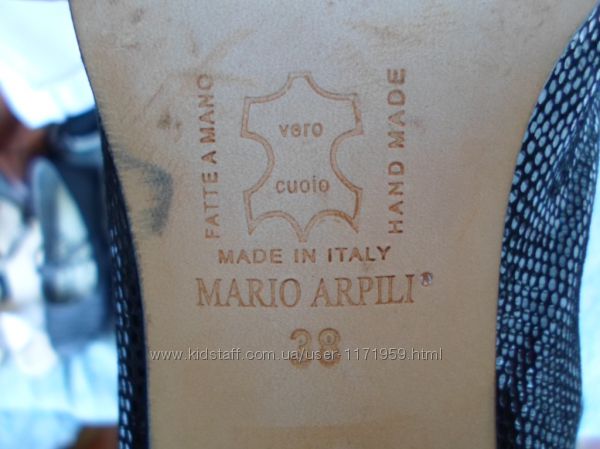 FATTE A MANO
vero
cuoio
HAND MADE
MADE IN ITALY
MARIO ARPILI®
38
www.kidstaff.com.ua/user-1171959.html